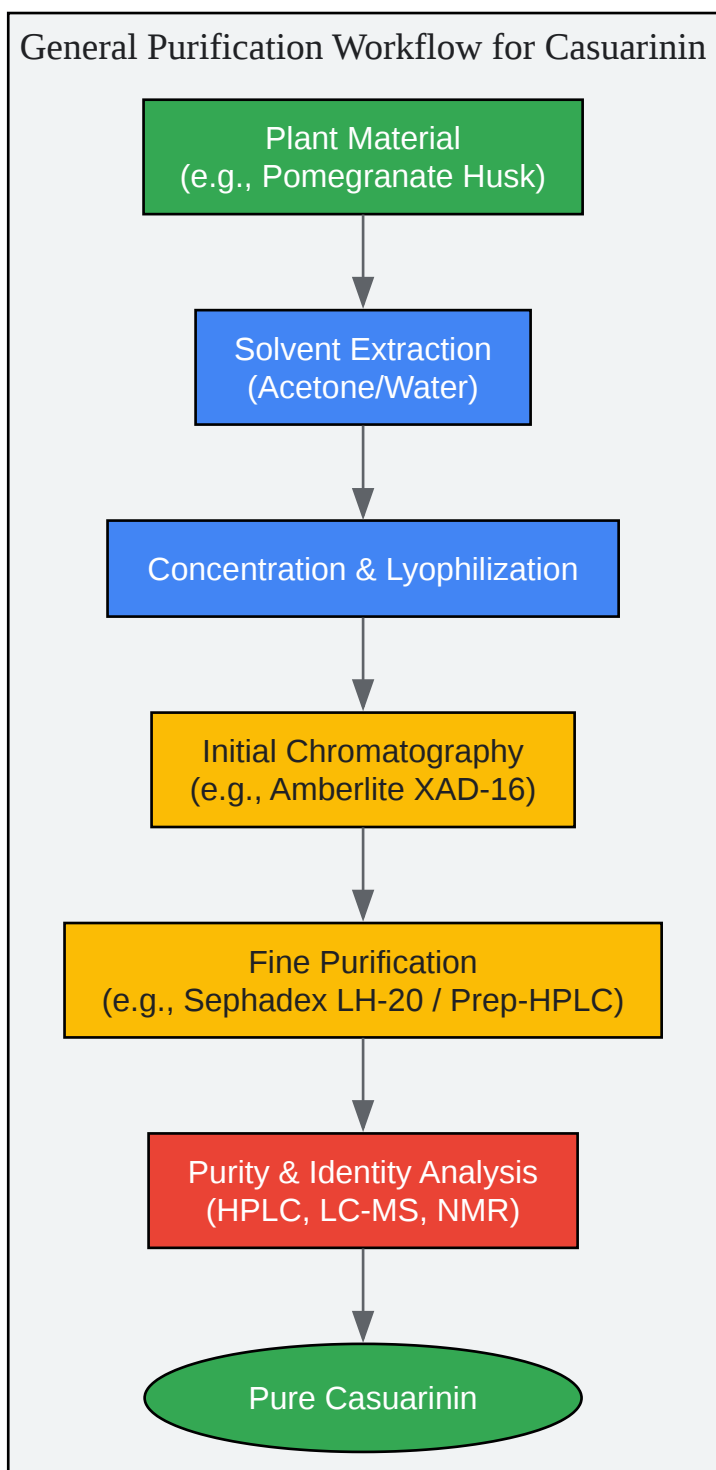 General Purification Workflow for Casuarinin
Plant Material
(e.g., Pomegranate Husk)
Solvent Extraction
(Acetone/Water)
Concentration & Lyophilization
Initial Chromatography
(e.g., Amberlite XAD-16)
Fine Purification
(e.g., Sephadex LH-20 / Prep-HPLC)
Purity & Identity Analysis
(HPLC, LC-MS, NMR)
Pure Casuarinin